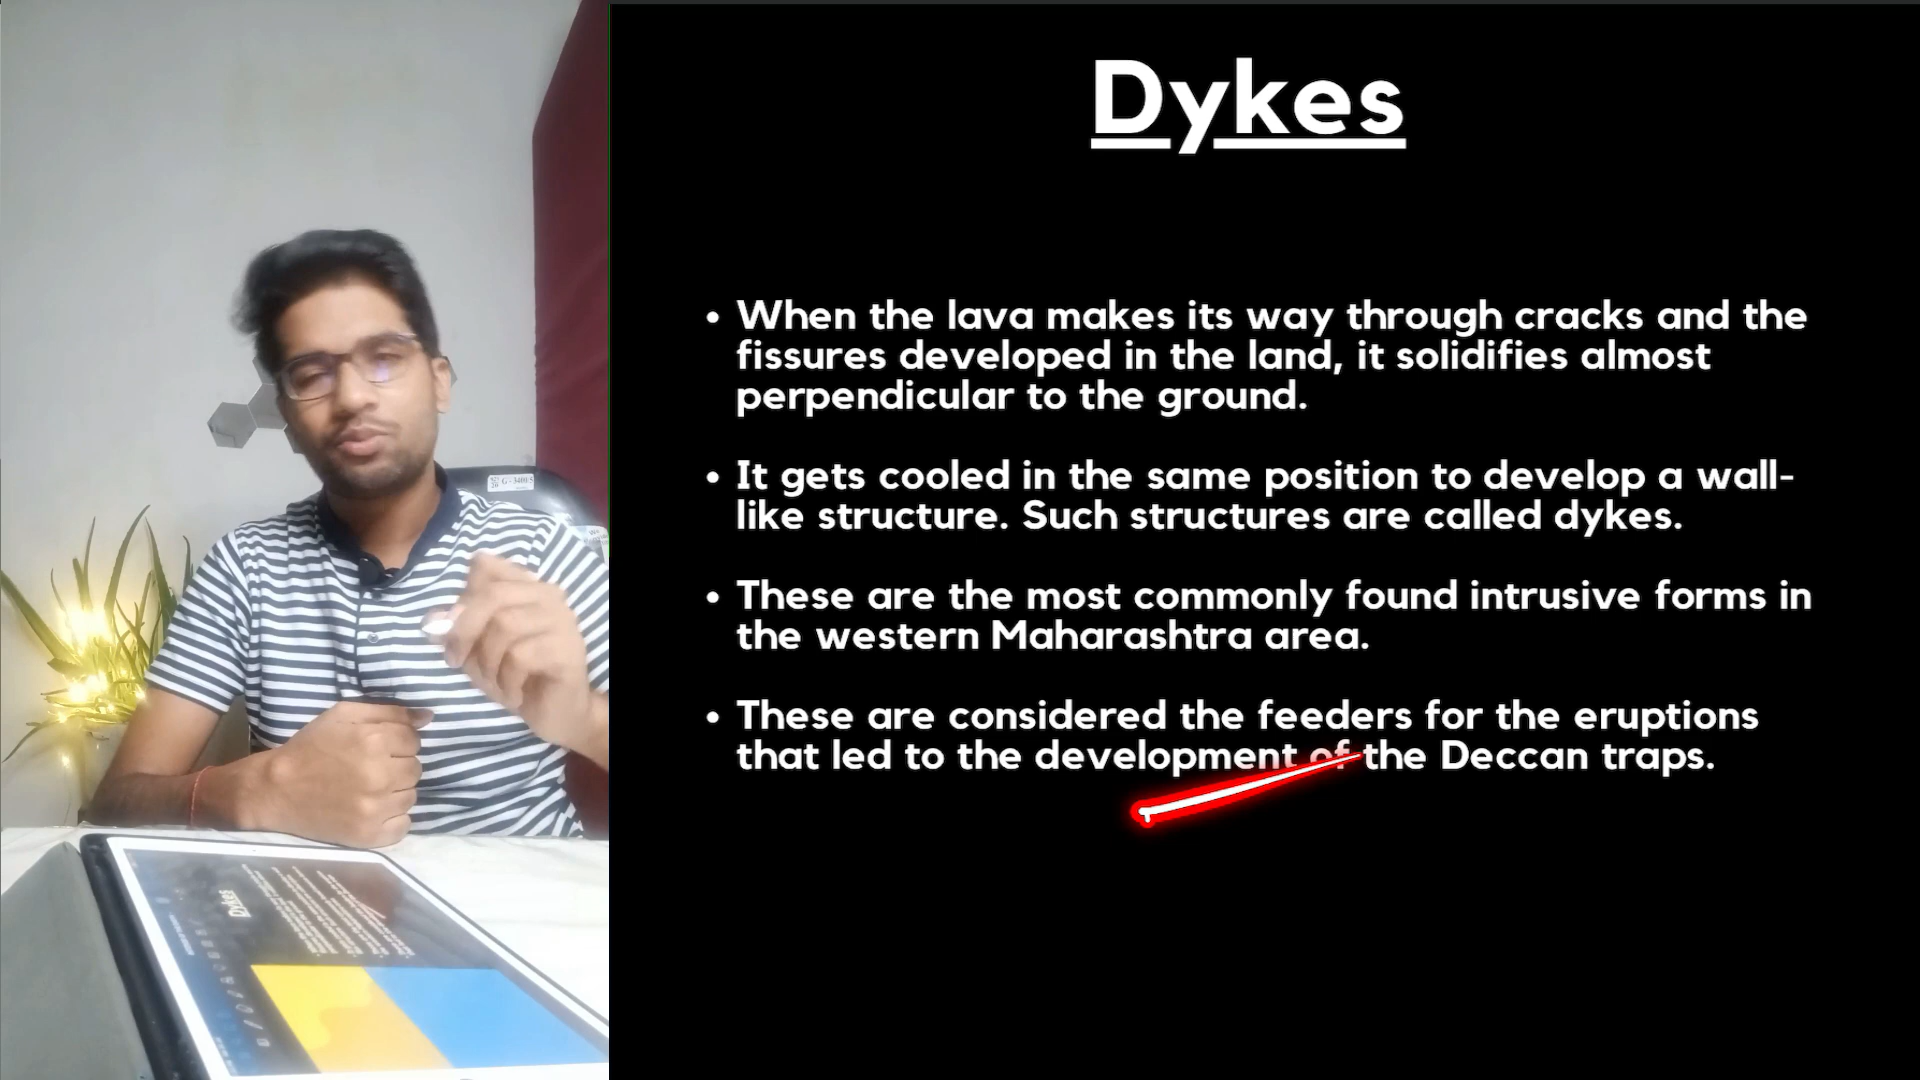 Dykes
• When the lava makes its way through cracks and the
fissures developed in the land, it solidifies almost
perpendicular to the ground.
• It gets cooled in the same position to develop a wall-
like structure. Such structures are called dykes.
• These are the most commonly found intrusive forms in
the western Maharashtra area.
• These are considered the feeders for the eruptions
that led to the development of the Deccan traps.
Dykes